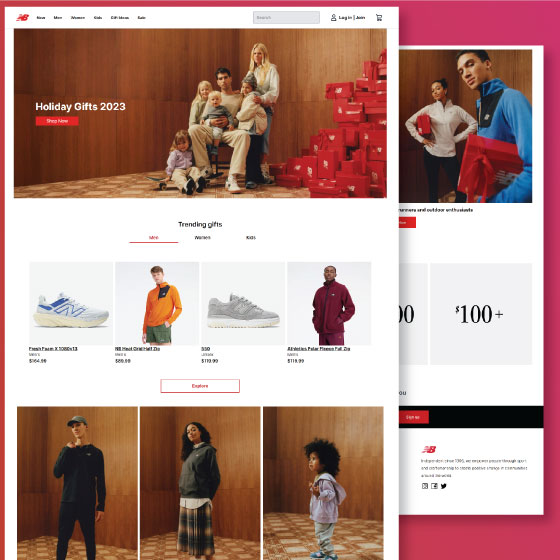 NB
New Men Women Kids Gift Ideas Sale
Search
Log in | Join
Holiday Gifts 2023
Shop Now
Trending gifts
Men Women Kids
Fresh Foam X 1080v13
Men's
$164.99
NB Heat Grid Half Zip
Men's
$89.99
550
Unisex
$119.99
Athletics Polar Fleece Full Zip
Men's
$119.99
Explore
runners and outdoor enthusiasts
00
$100+
ou
Sign up
NB
Independent since 1906, we empower people through sport
and craftsmanship to create positive change in communities
around the world.